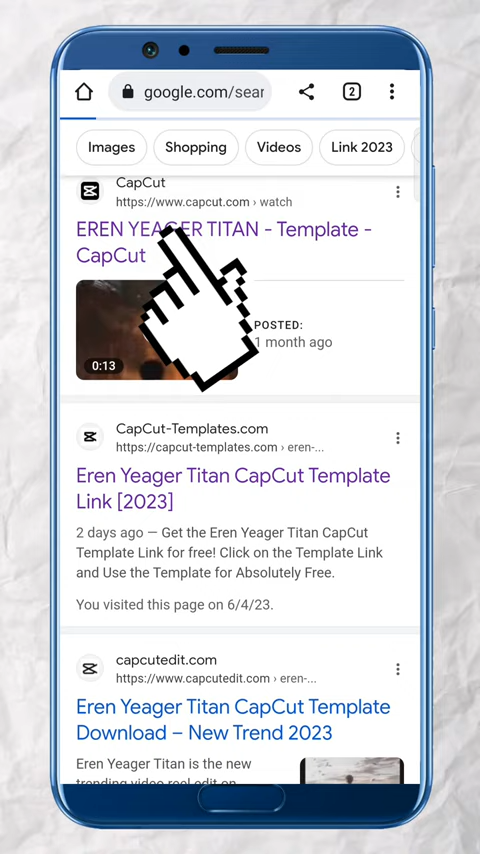 google.com/sear
2
Images
Shopping
Videos
Link 2023
CapCut
https://www.capcut.com › watch
EREN YEAGER TITAN - Template -
CapCut
POSTED:
1 month ago
0:13
CapCut-Templates.com
https://capcut-templates.com › eren-...
Eren Yeager Titan CapCut Template
Link [2023]
2 days ago — Get the Eren Yeager Titan CapCut
Template Link for free! Click on the Template Link
and Use the Template for Absolutely Free.
You visited this page on 6/4/23.
capcutedit.com
https://www.capcutedit.com › eren-...
Eren Yeager Titan CapCut Template
Download – New Trend 2023
Eren Yeager Titan is the new
trending video reel edit on